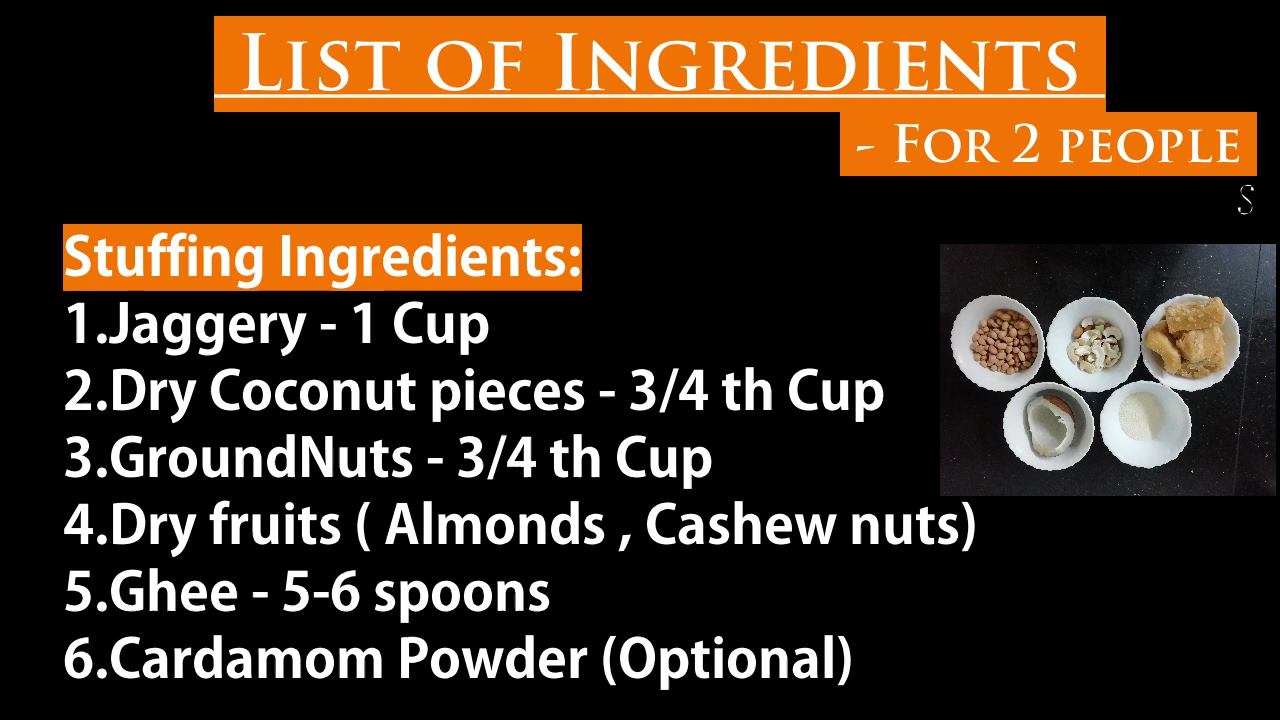 LIST OF INGREDIENTS
- FOR 2 PEOPLE
S
Stuffing Ingredients:
1.Jaggery - 1 Cup
2.Dry Coconut pieces - 3/4 th Cup
3.GroundNuts - 3/4 th Cup
4.Dry fruits ( Almonds , Cashew nuts)
5.Ghee - 5-6 spoons
6.Cardamom Powder (Optional)